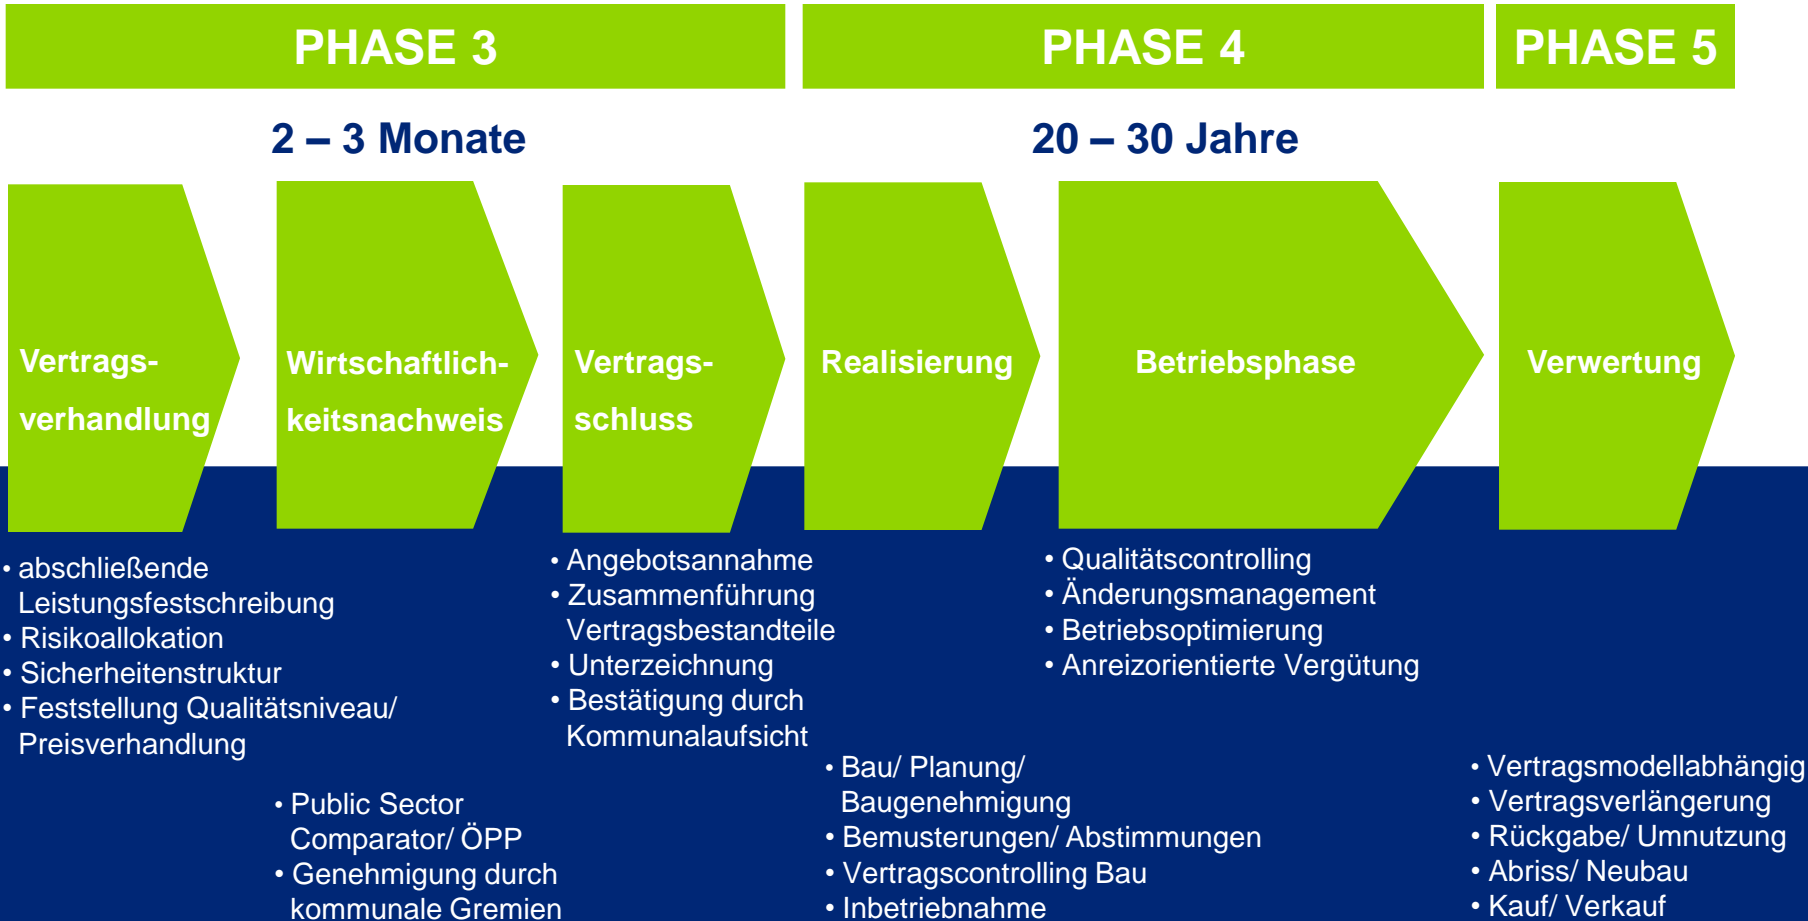 PHASE 3
PHASE 4
PHASE 5
2 – 3 Monate
20 – 30 Jahre
Vertrags-
verhandlung
Wirtschaftlich-
keitsnachweis
Vertrags-
schluss
Realisierung
Betriebsphase
Verwertung
• abschließende
Leistungsfestschreibung
• Risikoallokation
• Sicherheitenstruktur
• Feststellung Qualitätsniveau/
Preisverhandlung
• Public Sector
Comparator/ ÖPP
• Genehmigung durch
kommunale Gremien
• Angebotsannahme
• Zusammenführung
Vertragsbestandteile
• Unterzeichnung
• Bestätigung durch
Kommunalaufsicht
• Bau/ Planung/
Baugenehmigung
• Bemusterungen/ Abstimmungen
• Vertragscontrolling Bau
• Inbetriebnahme
• Qualitätscontrolling
• Änderungsmanagement
• Betriebsoptimierung
• Anreizorientierte Vergütung
• Vertragsmodellabhängig
• Vertragsverlängerung
• Rückgabe/ Umnutzung
• Abriss/ Neubau
• Kauf/ Verkauf